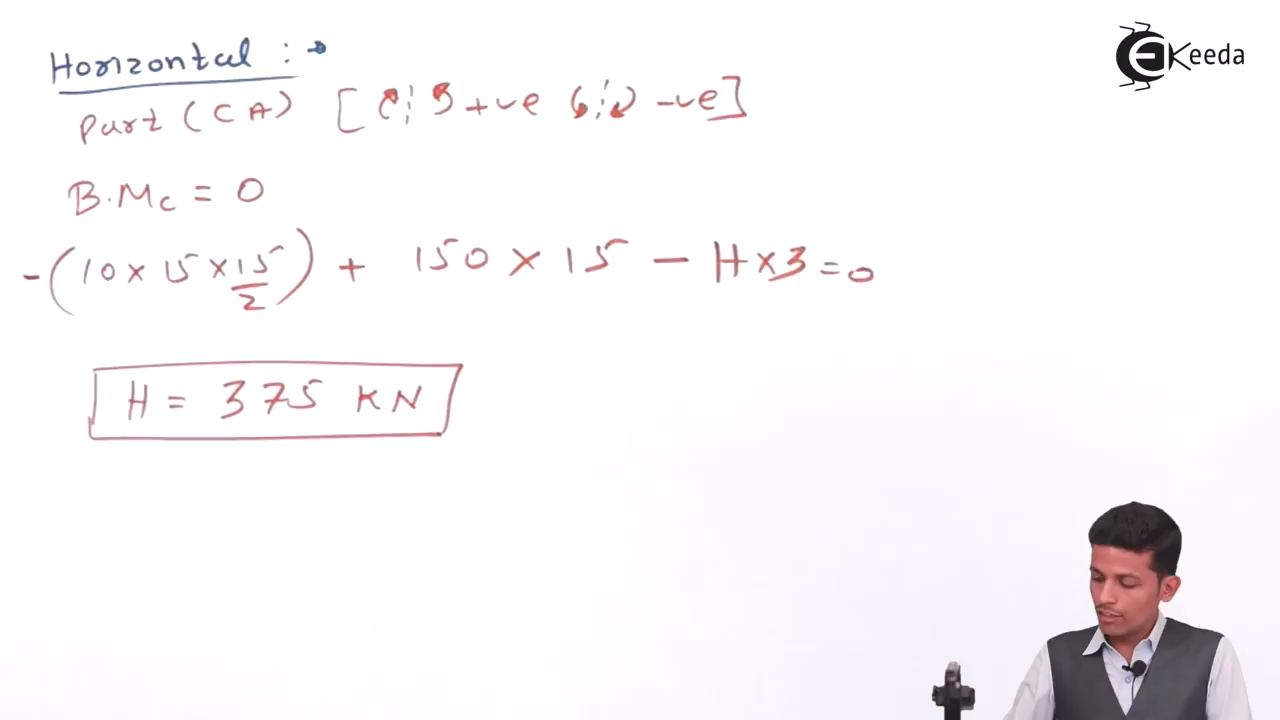 Horizontal :→
EKeeda
Part (CA) [↻¦↺ +ve ↺¦↻ -ve]
B.Mc = 0
-(10 × 15 × 15/2) + 150 × 15 - H × 3 = 0
H = 375 KN